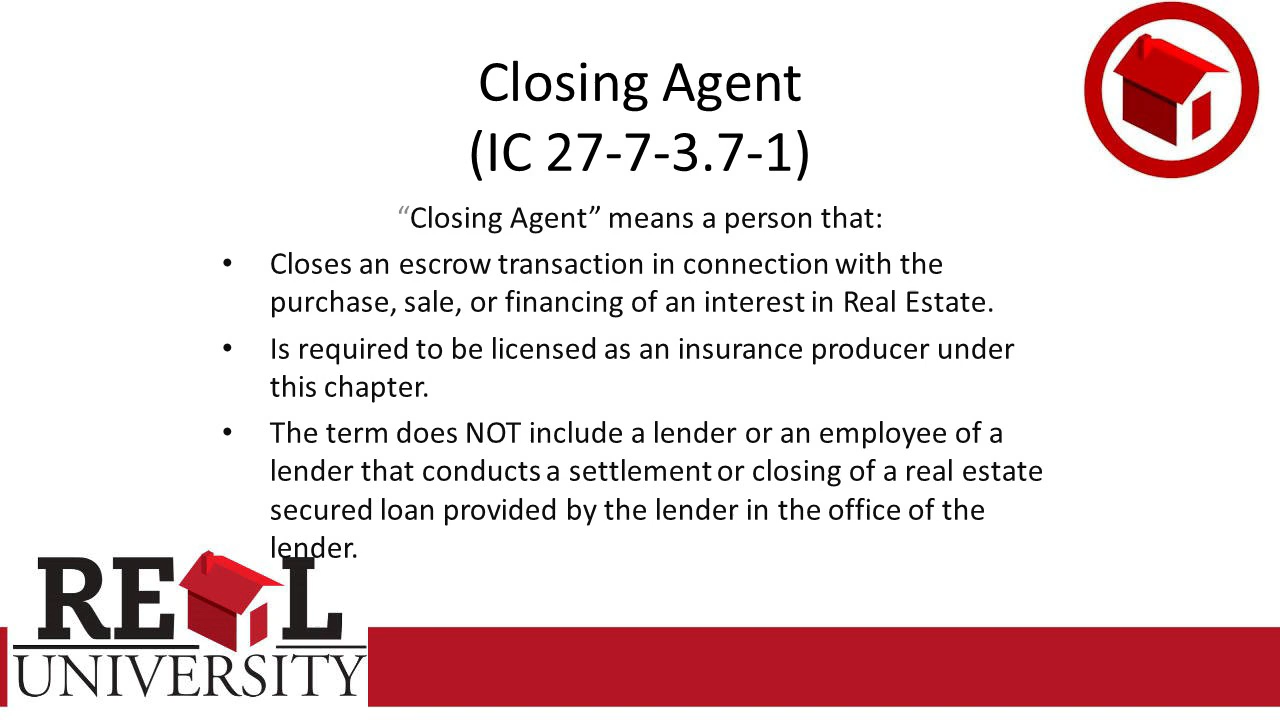 Closing Agent
(IC 27-7-3.7-1)
“Closing Agent” means a person that:
• Closes an escrow transaction in connection with the
purchase, sale, or financing of an interest in Real Estate.
• Is required to be licensed as an insurance producer under
this chapter.
• The term does NOT include a lender or an employee of a
lender that conducts a settlement or closing of a real estate
secured loan provided by the lender in the office of the
lender.
RE L
UNIVERSITY